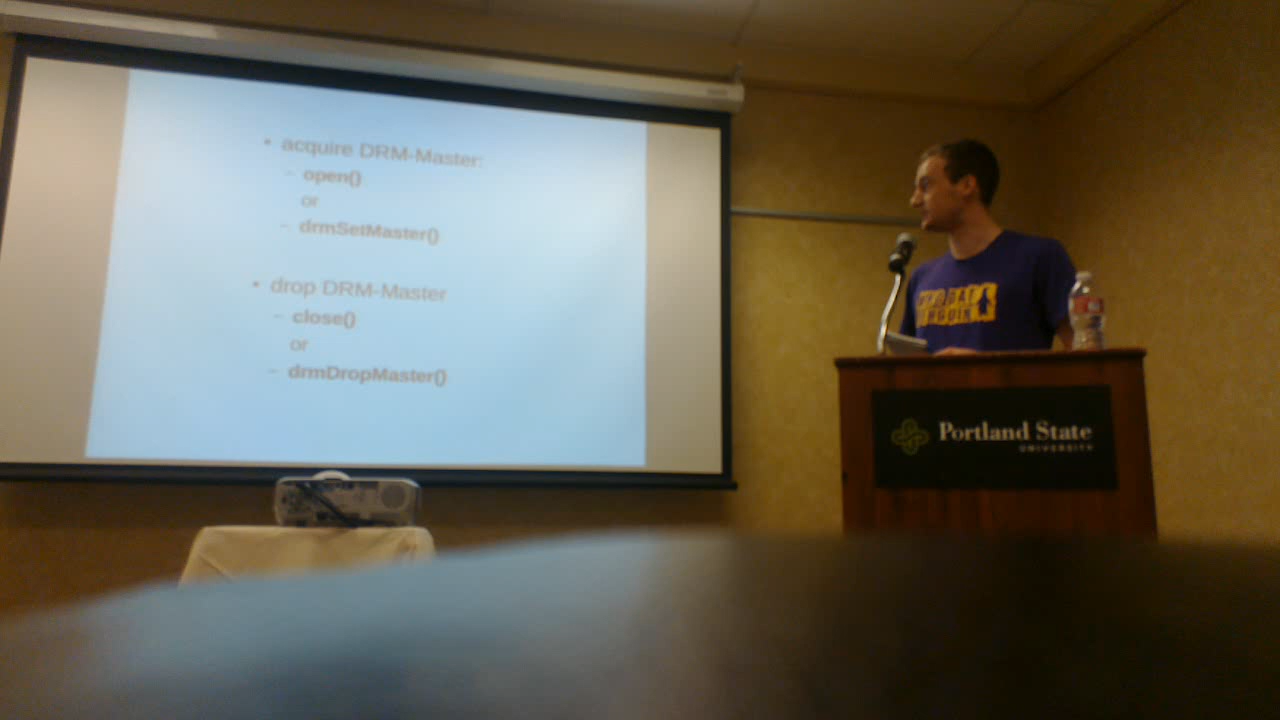 • acquire DRM-Master:
– open()
or
– drmSetMaster()
• drop DRM-Master
– close()
or
– drmDropMaster()
Portland State
UNIVERSITY